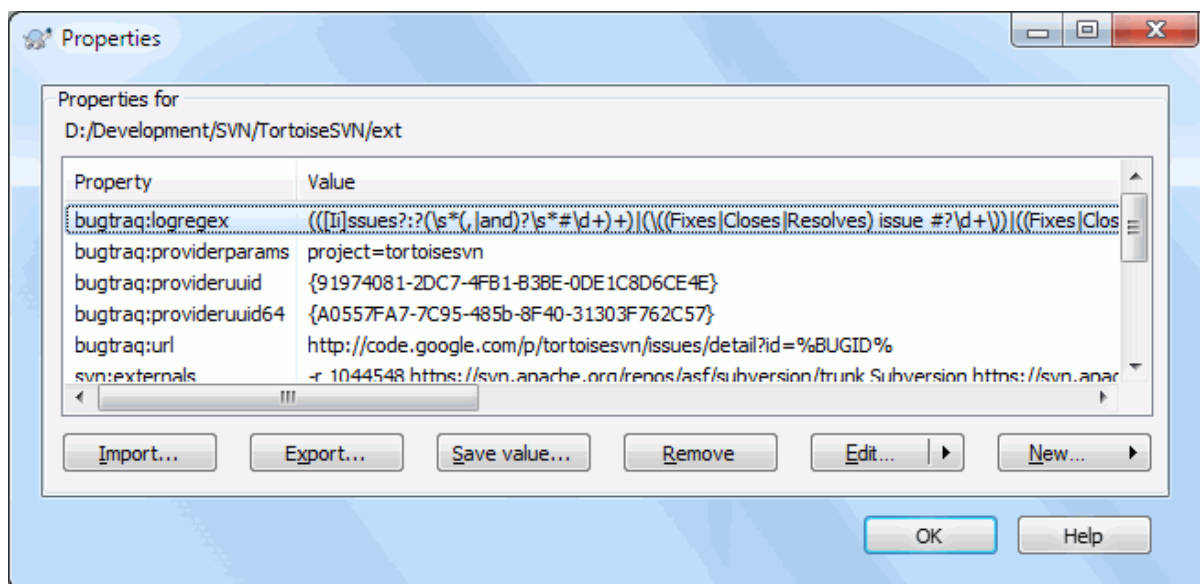 Properties
Properties for
D:/Development/SVN/TortoiseSVN/ext
Property Value
bugtraq:logregex (([Ii]ssues?:?(\s*(,|and)?\s*#\d+)+)|(\((Fixes|Closes|Resolves) issue #?\d+\))|((Fixes|Clos
bugtraq:providerparams project=tortoisesvn
bugtraq:provideruuid {91974081-2DC7-4FB1-B3BE-0DE1C8D6CE4E}
bugtraq:provideruuid64 {A0557FA7-7C95-485b-8F40-31303F762C57}
bugtraq:url http://code.google.com/p/tortoisesvn/issues/detail?id=%BUGID%
svn:externals -r 1044548 https://svn.apache.org/repos/asf/subversion/trunk Subversion https://svn.apac
Import... Export... Save value... Remove Edit... New...
OK Help